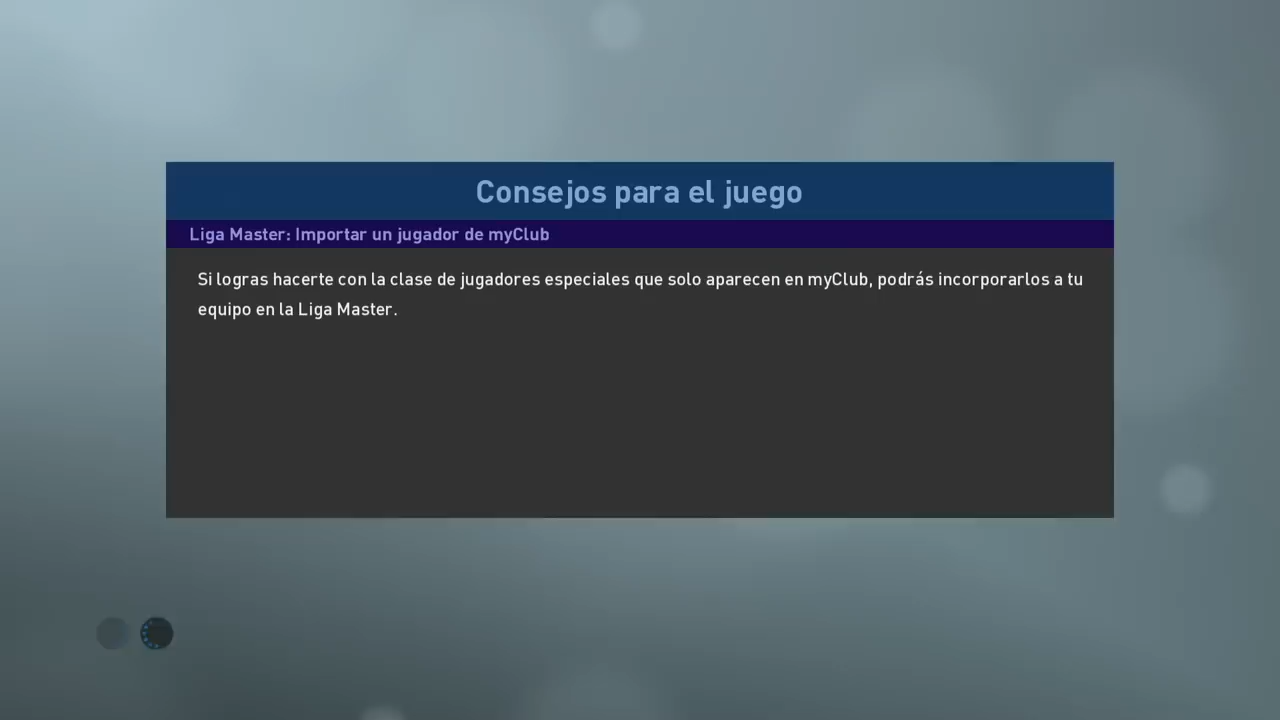 Consejos para el juego
Liga Master: Importar un jugador de myClub
Si logras hacerte con la clase de jugadores especiales que solo aparecen en myClub, podrás incorporarlos a tu
equipo en la Liga Master.